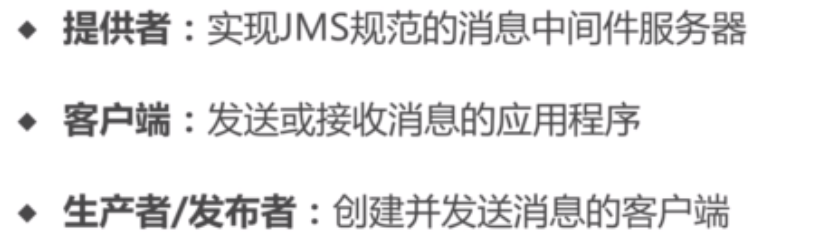 ◆ 提供者：实现JMS规范的消息中间件服务器
◆ 客户端：发送或接收消息的应用程序
◆ 生产者/发布者：创建并发送消息的客户端